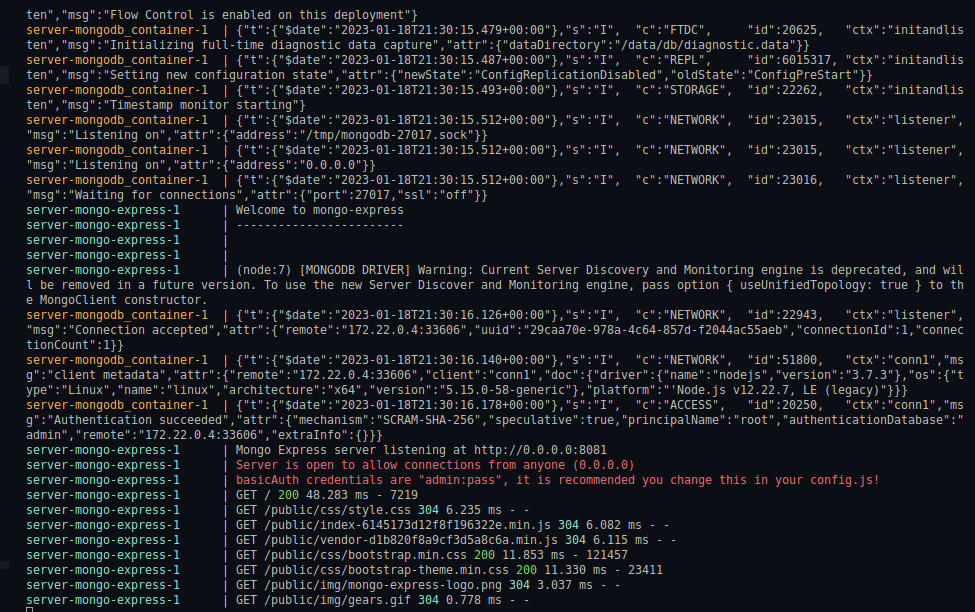 ten","msg":"Flow Control is enabled on this deployment"}
server-mongodb_container-1  | {"t":{"$date":"2023-01-18T21:30:15.479+00:00"},"s":"I",  "c":"FTDC",     "id":20625,   "ctx":"initandlis
ten","msg":"Initializing full-time diagnostic data capture","attr":{"dataDirectory":"/data/db/diagnostic.data"}}
server-mongodb_container-1  | {"t":{"$date":"2023-01-18T21:30:15.487+00:00"},"s":"I",  "c":"REPL",     "id":6015317, "ctx":"initandlis
ten","msg":"Setting new configuration state","attr":{"newState":"ConfigReplicationDisabled","oldState":"ConfigPreStart"}}
server-mongodb_container-1  | {"t":{"$date":"2023-01-18T21:30:15.493+00:00"},"s":"I",  "c":"STORAGE",  "id":22262,   "ctx":"initandlis
ten","msg":"Timestamp monitor starting"}
server-mongodb_container-1  | {"t":{"$date":"2023-01-18T21:30:15.512+00:00"},"s":"I",  "c":"NETWORK",  "id":23015,   "ctx":"listener",
"msg":"Listening on","attr":{"address":"/tmp/mongodb-27017.sock"}}
server-mongodb_container-1  | {"t":{"$date":"2023-01-18T21:30:15.512+00:00"},"s":"I",  "c":"NETWORK",  "id":23015,   "ctx":"listener",
"msg":"Listening on","attr":{"address":"0.0.0.0"}}
server-mongodb_container-1  | {"t":{"$date":"2023-01-18T21:30:15.512+00:00"},"s":"I",  "c":"NETWORK",  "id":23016,   "ctx":"listener",
"msg":"Waiting for connections","attr":{"port":27017,"ssl":"off"}}
server-mongo-express-1      | Welcome to mongo-express
server-mongo-express-1      | ------------------------
server-mongo-express-1      |
server-mongo-express-1      |
server-mongo-express-1      | (node:7) [MONGODB DRIVER] Warning: Current Server Discovery and Monitoring engine is deprecated, and wil
l be removed in a future version. To use the new Server Discover and Monitoring engine, pass option { useUnifiedTopology: true } to th
e MongoClient constructor.
server-mongodb_container-1  | {"t":{"$date":"2023-01-18T21:30:16.126+00:00"},"s":"I",  "c":"NETWORK",  "id":22943,   "ctx":"listener",
"msg":"Connection accepted","attr":{"remote":"172.22.0.4:33606","uuid":"29caa70e-978a-4c64-857d-f2044ac55aeb","connectionId":1,"connec
tionCount":1}}
server-mongodb_container-1  | {"t":{"$date":"2023-01-18T21:30:16.140+00:00"},"s":"I",  "c":"NETWORK",  "id":51800,   "ctx":"conn1","ms
g":"client metadata","attr":{"remote":"172.22.0.4:33606","client":"conn1","doc":{"driver":{"name":"nodejs","version":"3.7.3"},"os":{"t
ype":"Linux","name":"linux","architecture":"x64","version":"5.15.0-58-generic"},"platform":"'Node.js v12.22.7, LE (legacy)"}}}
server-mongodb_container-1  | {"t":{"$date":"2023-01-18T21:30:16.178+00:00"},"s":"I",  "c":"ACCESS",   "id":20250,   "ctx":"conn1","ms
g":"Authentication succeeded","attr":{"mechanism":"SCRAM-SHA-256","speculative":true,"principalName":"root","authenticationDatabase":"
admin","remote":"172.22.0.4:33606","extraInfo":{}}}
server-mongo-express-1      | Mongo Express server listening at http://0.0.0.0:8081
server-mongo-express-1      | Server is open to allow connections from anyone (0.0.0.0)
server-mongo-express-1      | basicAuth credentials are "admin:pass", it is recommended you change this in your config.js!
server-mongo-express-1      | GET / 200 48.283 ms - 7219
server-mongo-express-1      | GET /public/css/style.css 304 6.235 ms - -
server-mongo-express-1      | GET /public/index-6145173d12f8f196322e.min.js 304 6.082 ms - -
server-mongo-express-1      | GET /public/vendor-d1b820f8a9cf3d5a8c6a.min.js 304 6.115 ms - -
server-mongo-express-1      | GET /public/css/bootstrap.min.css 200 11.853 ms - 121457
server-mongo-express-1      | GET /public/css/bootstrap-theme.min.css 200 11.330 ms - 23411
server-mongo-express-1      | GET /public/img/mongo-express-logo.png 304 3.037 ms - -
server-mongo-express-1      | GET /public/img/gears.gif 304 0.778 ms - -